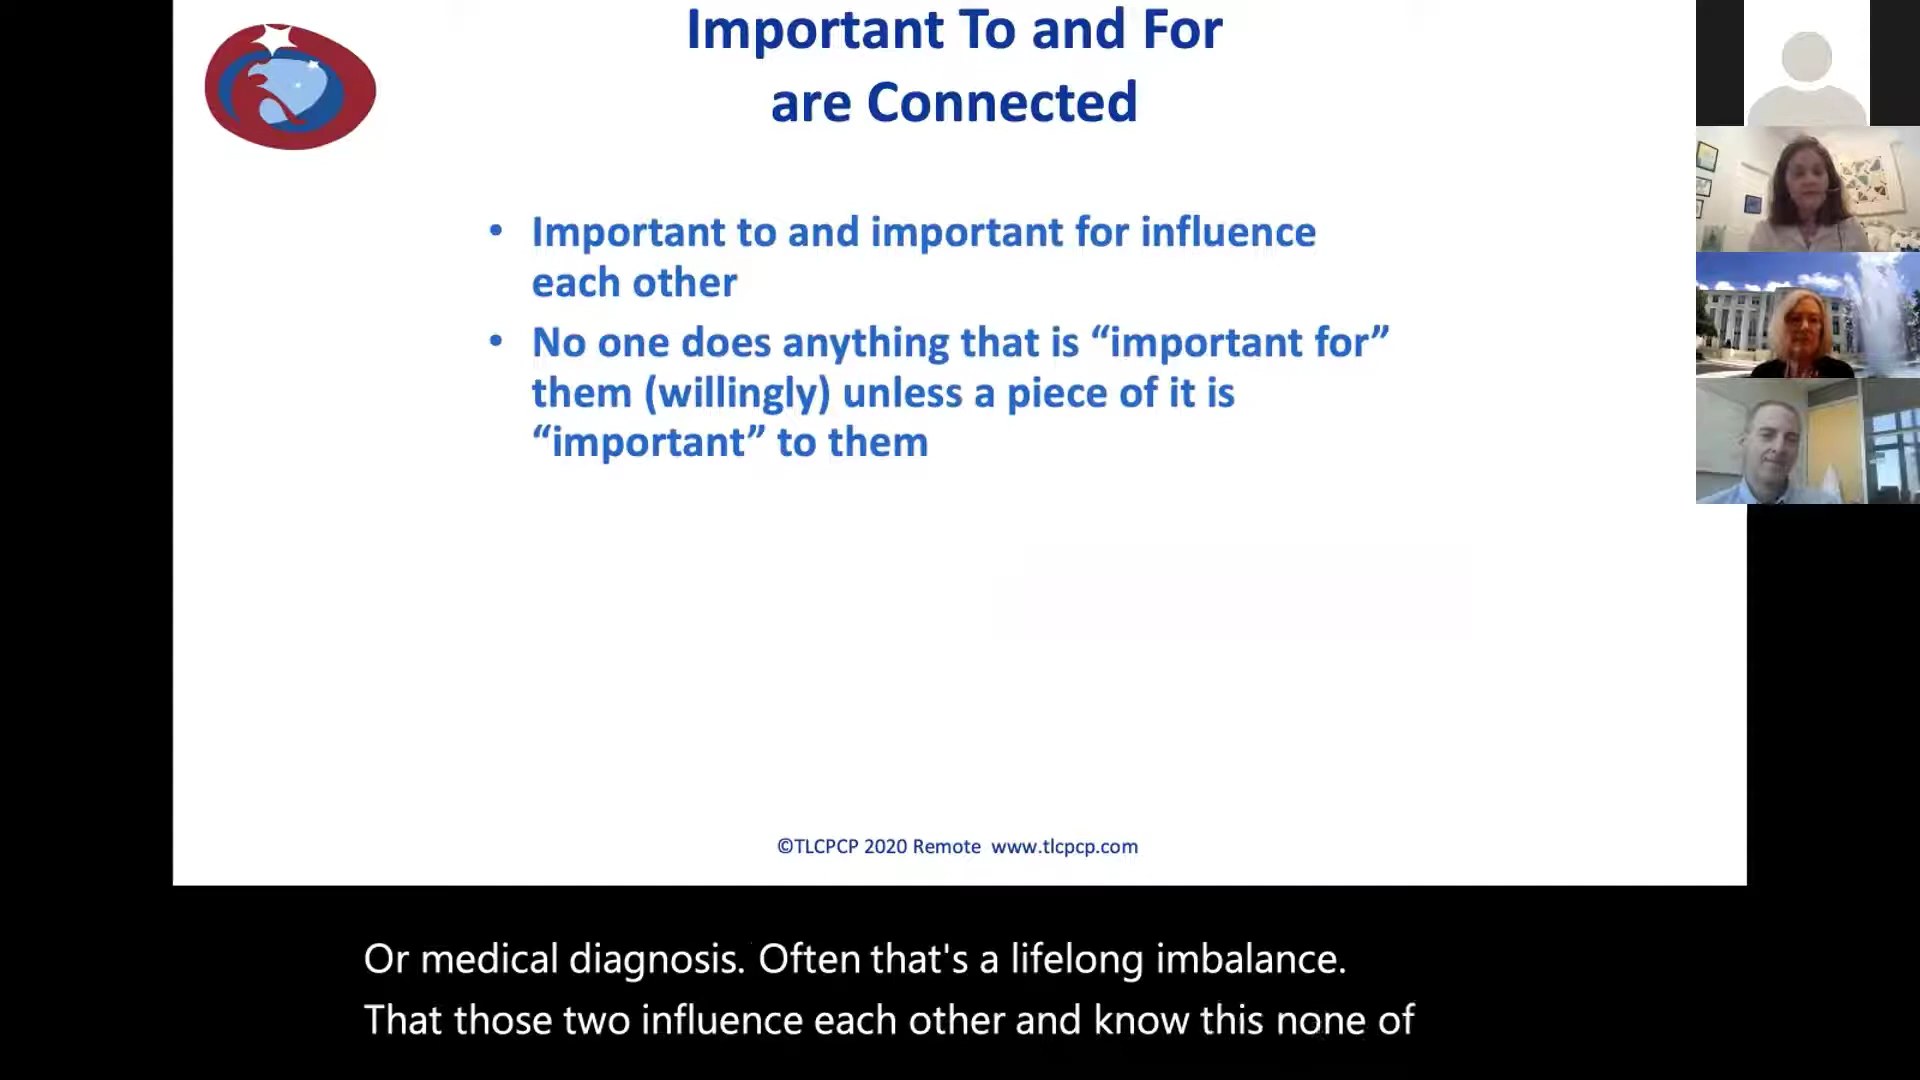 Important To and For
are Connected
• Important to and important for influence
each other
• No one does anything that is “important for”
them (willingly) unless a piece of it is
“important” to them
©TLCPCP 2020 Remote www.tlcpcp.com
Or medical diagnosis. Often that's a lifelong imbalance.
That those two influence each other and know this none of